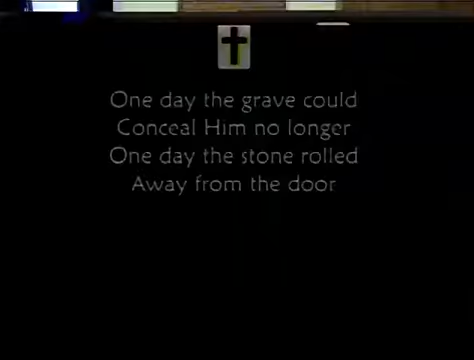 One day the grave could
Conceal Him no longer
One day the stone rolled
Away from the door